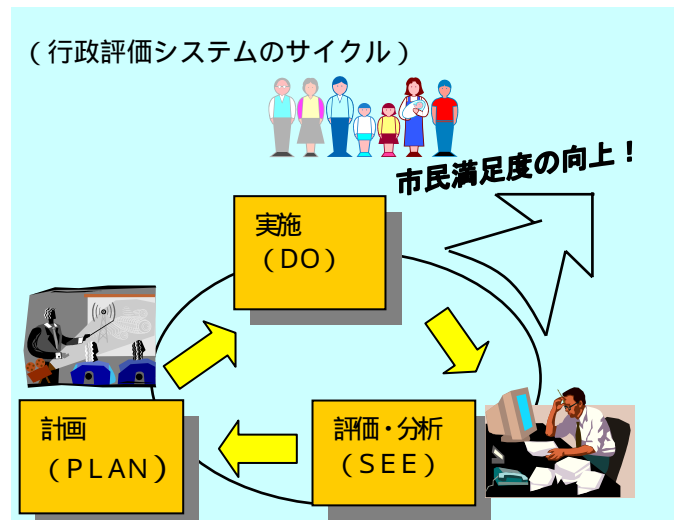 （行政評価システムのサイクル）
市民満足度の向上！
実施
（DO）
計画
（PLAN）
評価・分析
（SEE）